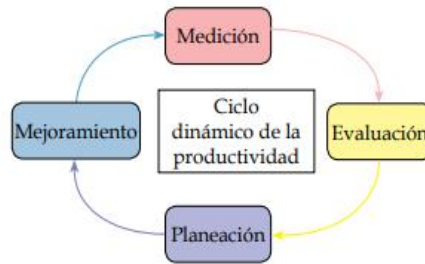 Medición
Mejoramiento
Ciclo
dinámico de la
productividad
Evaluación
Planeación